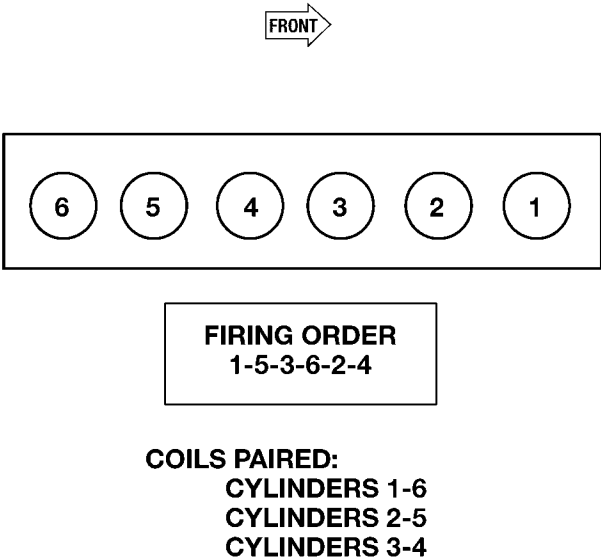 FRONT
6 5 4 3 2 1
FIRING ORDER
1-5-3-6-2-4
COILS PAIRED:
CYLINDERS 1-6
CYLINDERS 2-5
CYLINDERS 3-4